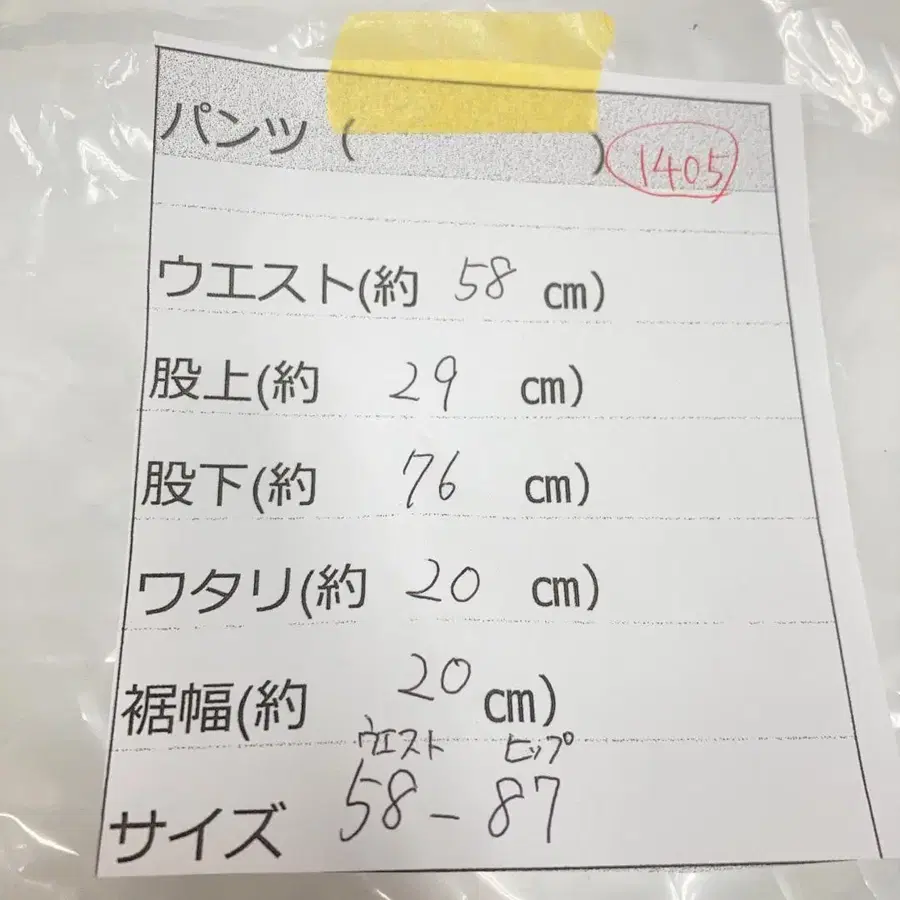 パンツ ( ) 1405
ウエスト(約 58 cm)
股上(約 29 cm)
股下(約 76 cm)
ワタリ(約 20 cm)
裾幅(約 20 cm)
ウエスト ヒップ
サイズ 58 - 87